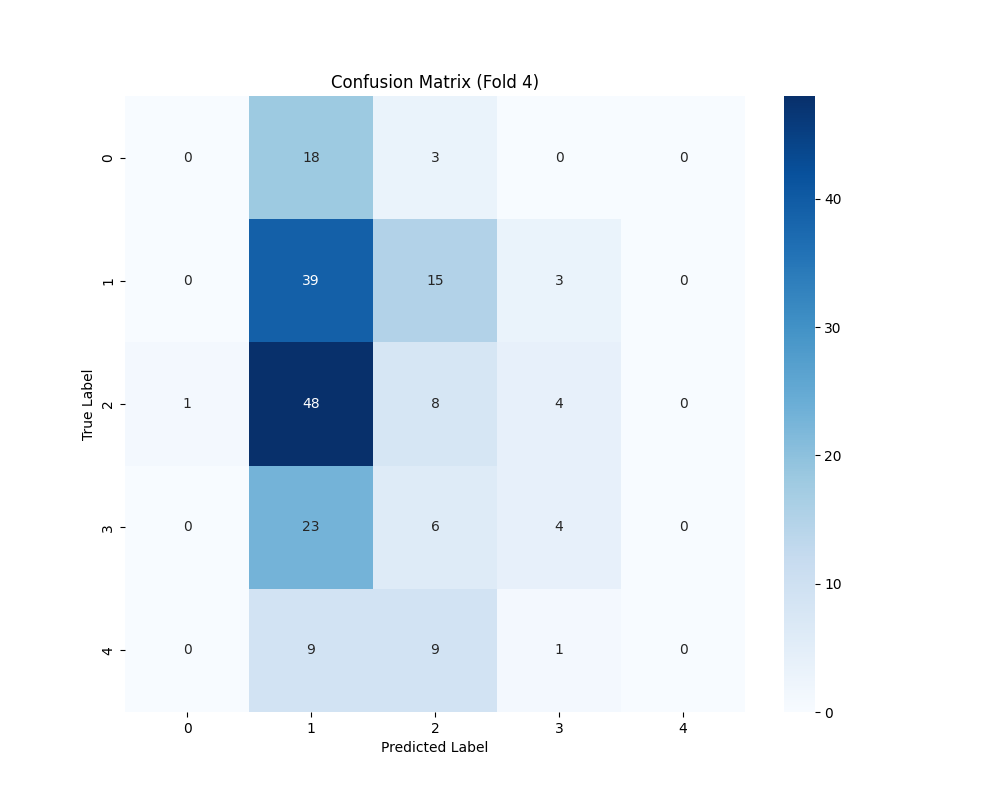 Confusion Matrix (Fold 4)
True Label
0 0 18 3 0 0
1 0 39 15 3 0
2 1 48 8 4 0
3 0 23 6 4 0
4 0 9 9 1 0
0 1 2 3 4
Predicted Label
40
30
20
10
0